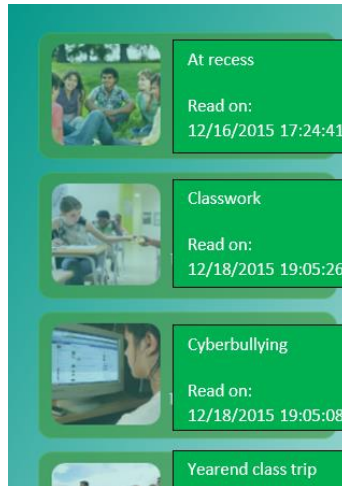 At recess
Read on:
12/16/2015 17:24:41
Classwork
Read on:
12/18/2015 19:05:26
Cyberbullying
Read on:
12/18/2015 19:05:08
Yearend class trip